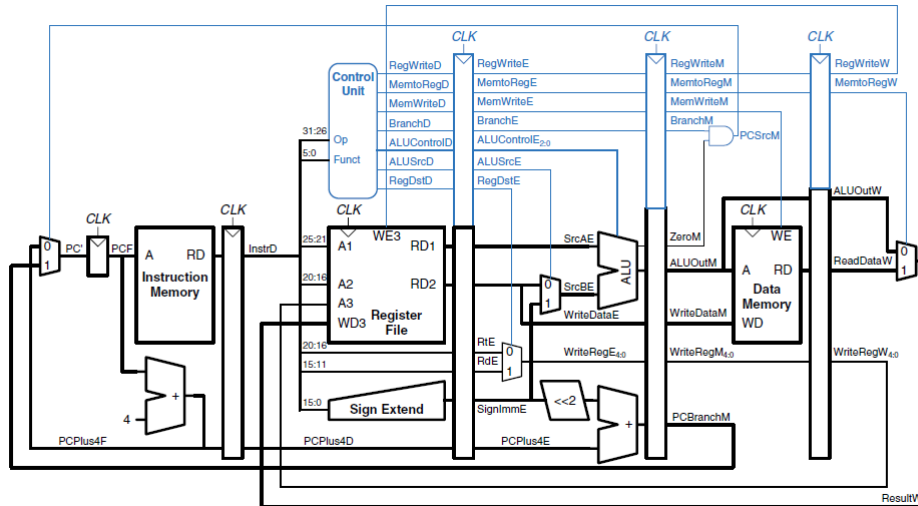 CLK CLK CLK
Control Unit
RegWriteD RegWriteE RegWriteM RegWriteW
MemtoRegD MemtoRegE MemtoRegM MemtoRegW
MemWriteD MemWriteE MemWriteM
BranchD BranchE BranchM
31:26 Op
PCSrcM
ALUControlD ALUControlE2:0
5:0 Funct
ALUSrcD ALUSrcE
RegDstD RegDstE
ALUOutW
CLK CLK CLK CLK
WE3 WE
0 1 PC' PCF
A RD
Instruction Memory
InstrD
25:21 A1 RD1
SrcAE
ZeroM
ALU
ALUOutM
A RD
ReadDataW
0 1
20:16 A2 RD2
0 1
SrcBE
Data Memory
A3
Register File
WD3
WriteDataE WriteDataM
WD
20:16 RtE
0 1
15:11 RdE
WriteRegE4:0 WriteRegM4:0 WriteRegW4:0
+
4
15:0 Sign Extend
SignImmE
<<2
+
PCBranchM
PCPlus4F PCPlus4D PCPlus4E
ResultW